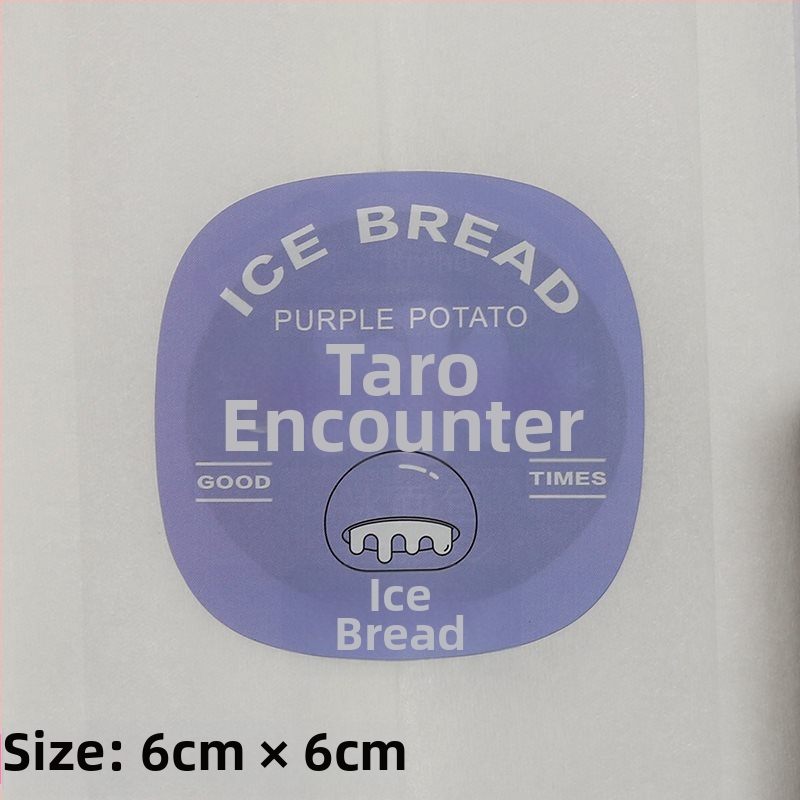 ICE BREAD
PURPLE POTATO
Taro
Encounter
GOOD
TIMES
Ice
Bread
Size: 6cm × 6cm